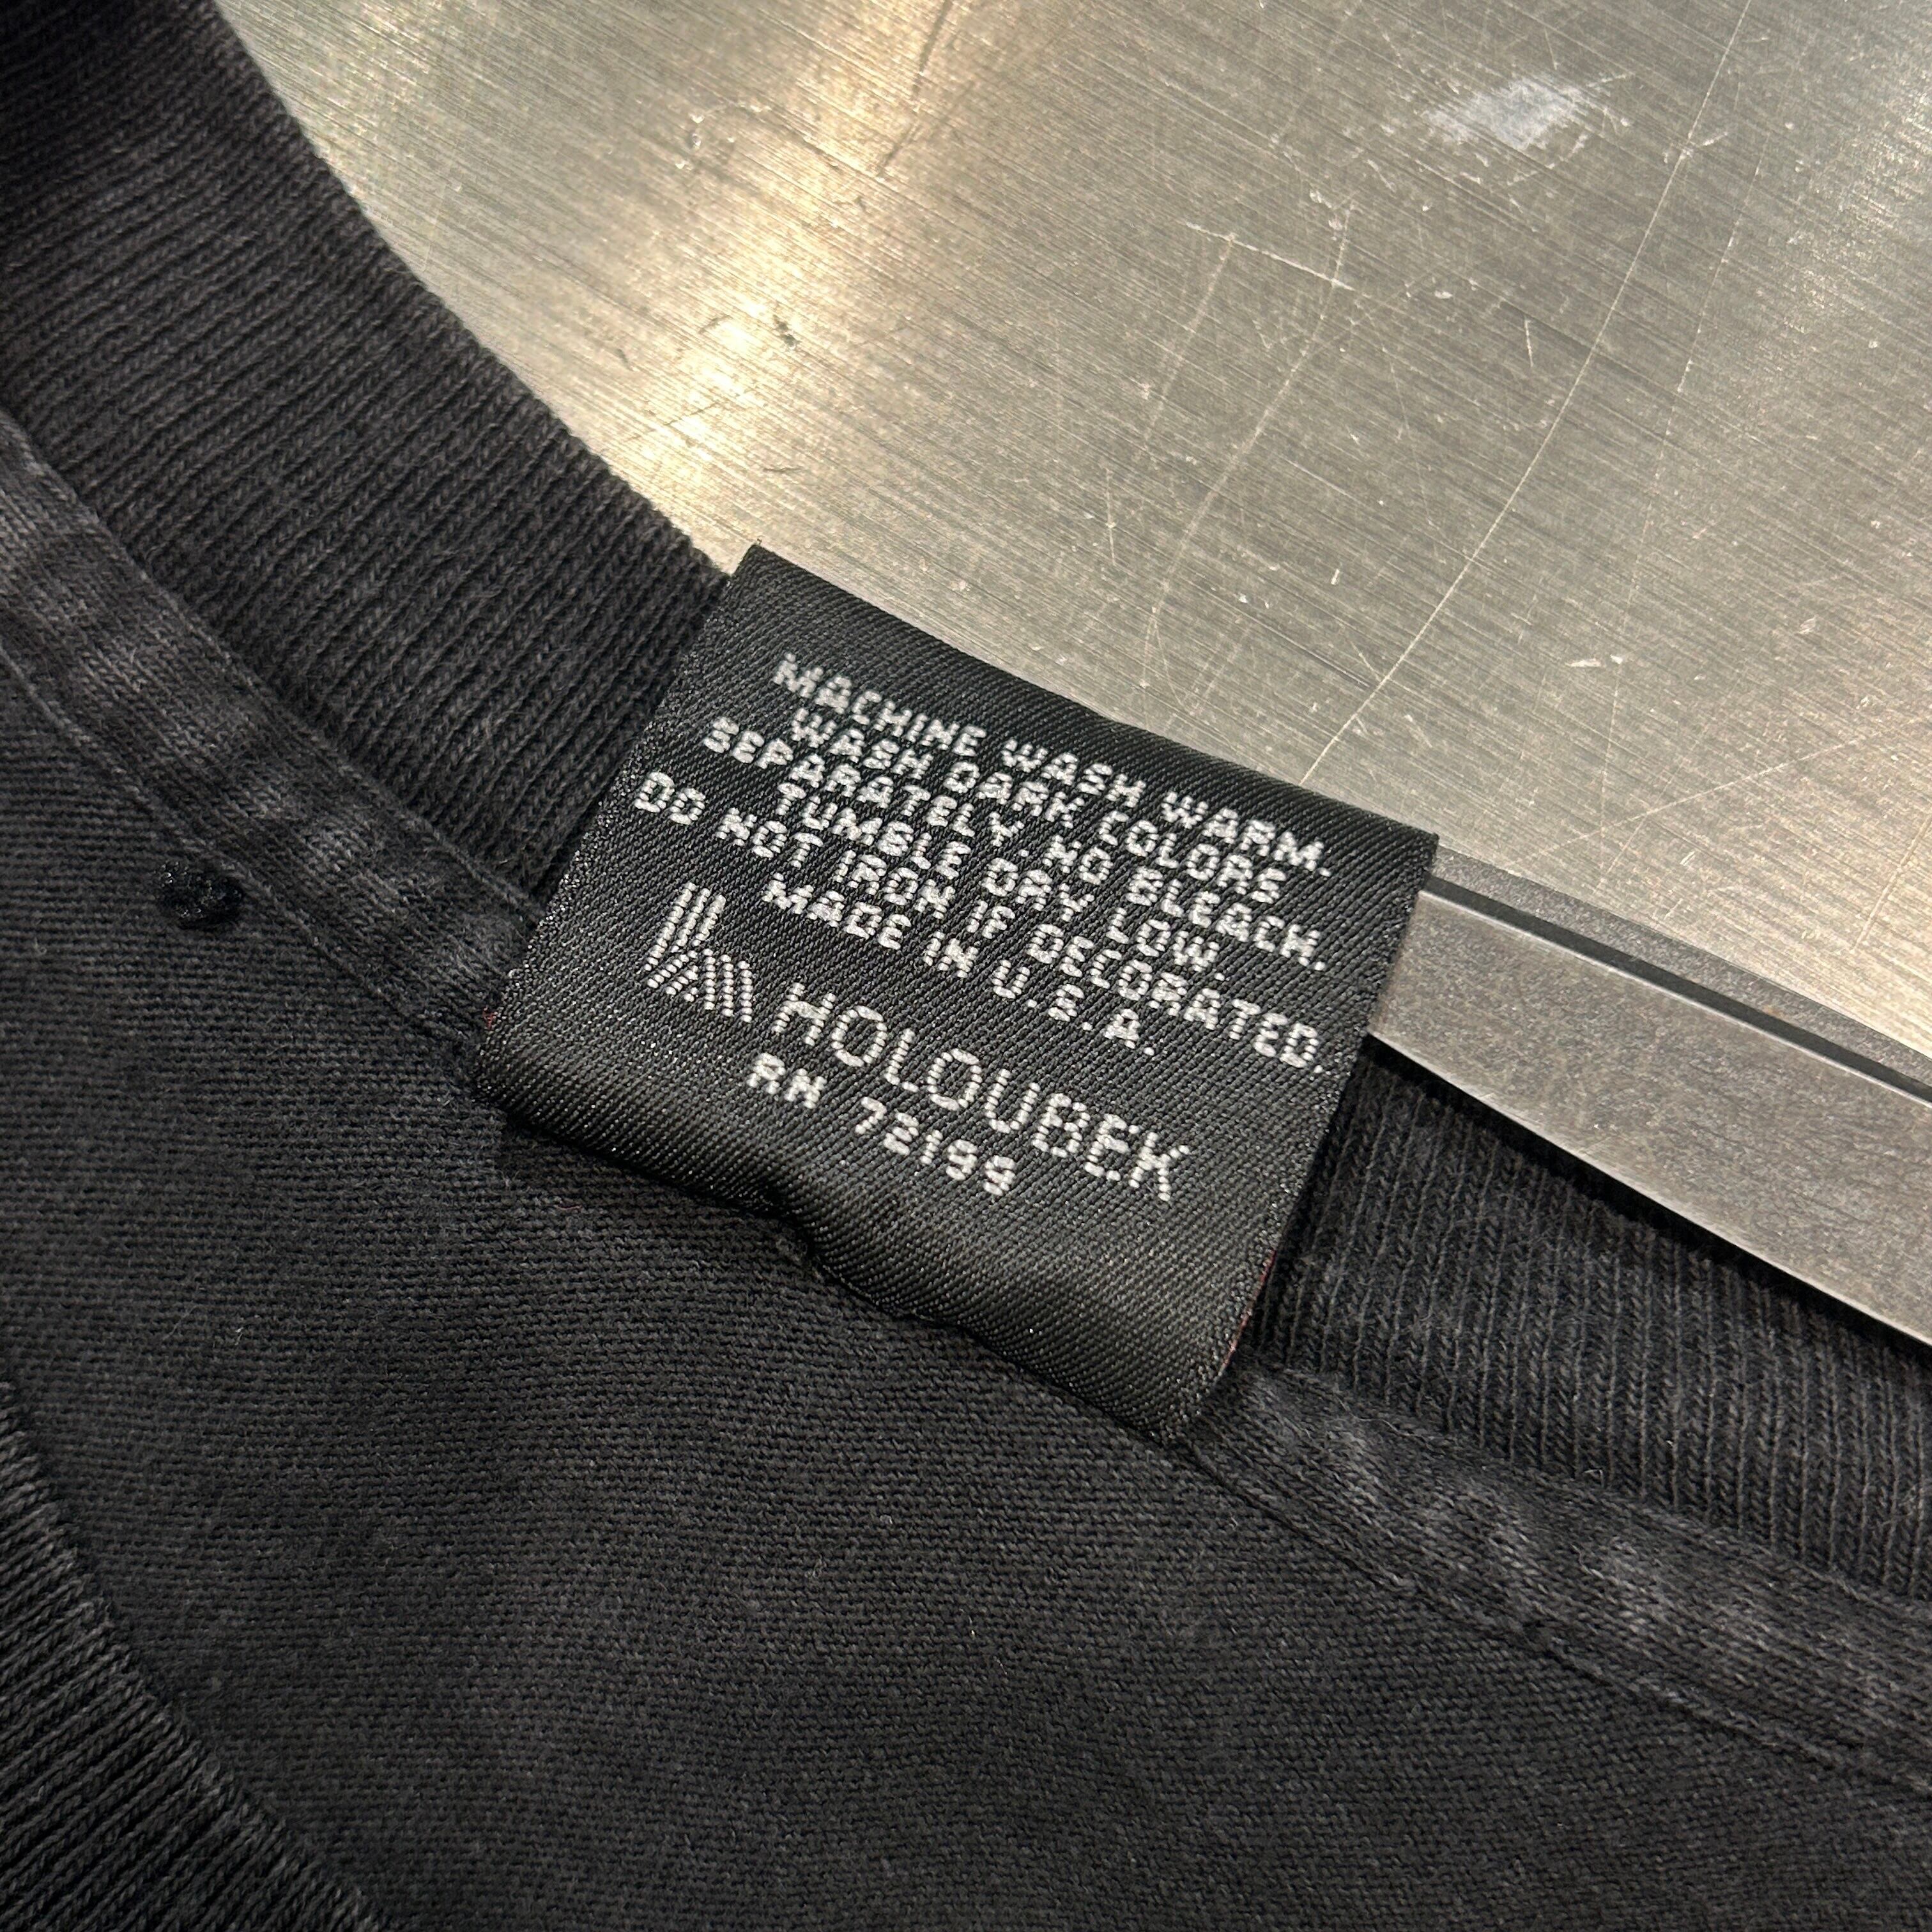 MACHINE WASH WARM.
WASH DARK COLORS
SEPARATELY. NO BLEACH.
TUMBLE DRY LOW.
DO NOT IRON IF DECORATED.
MADE IN U.S.A.
HOLOUBEK
RN 72199